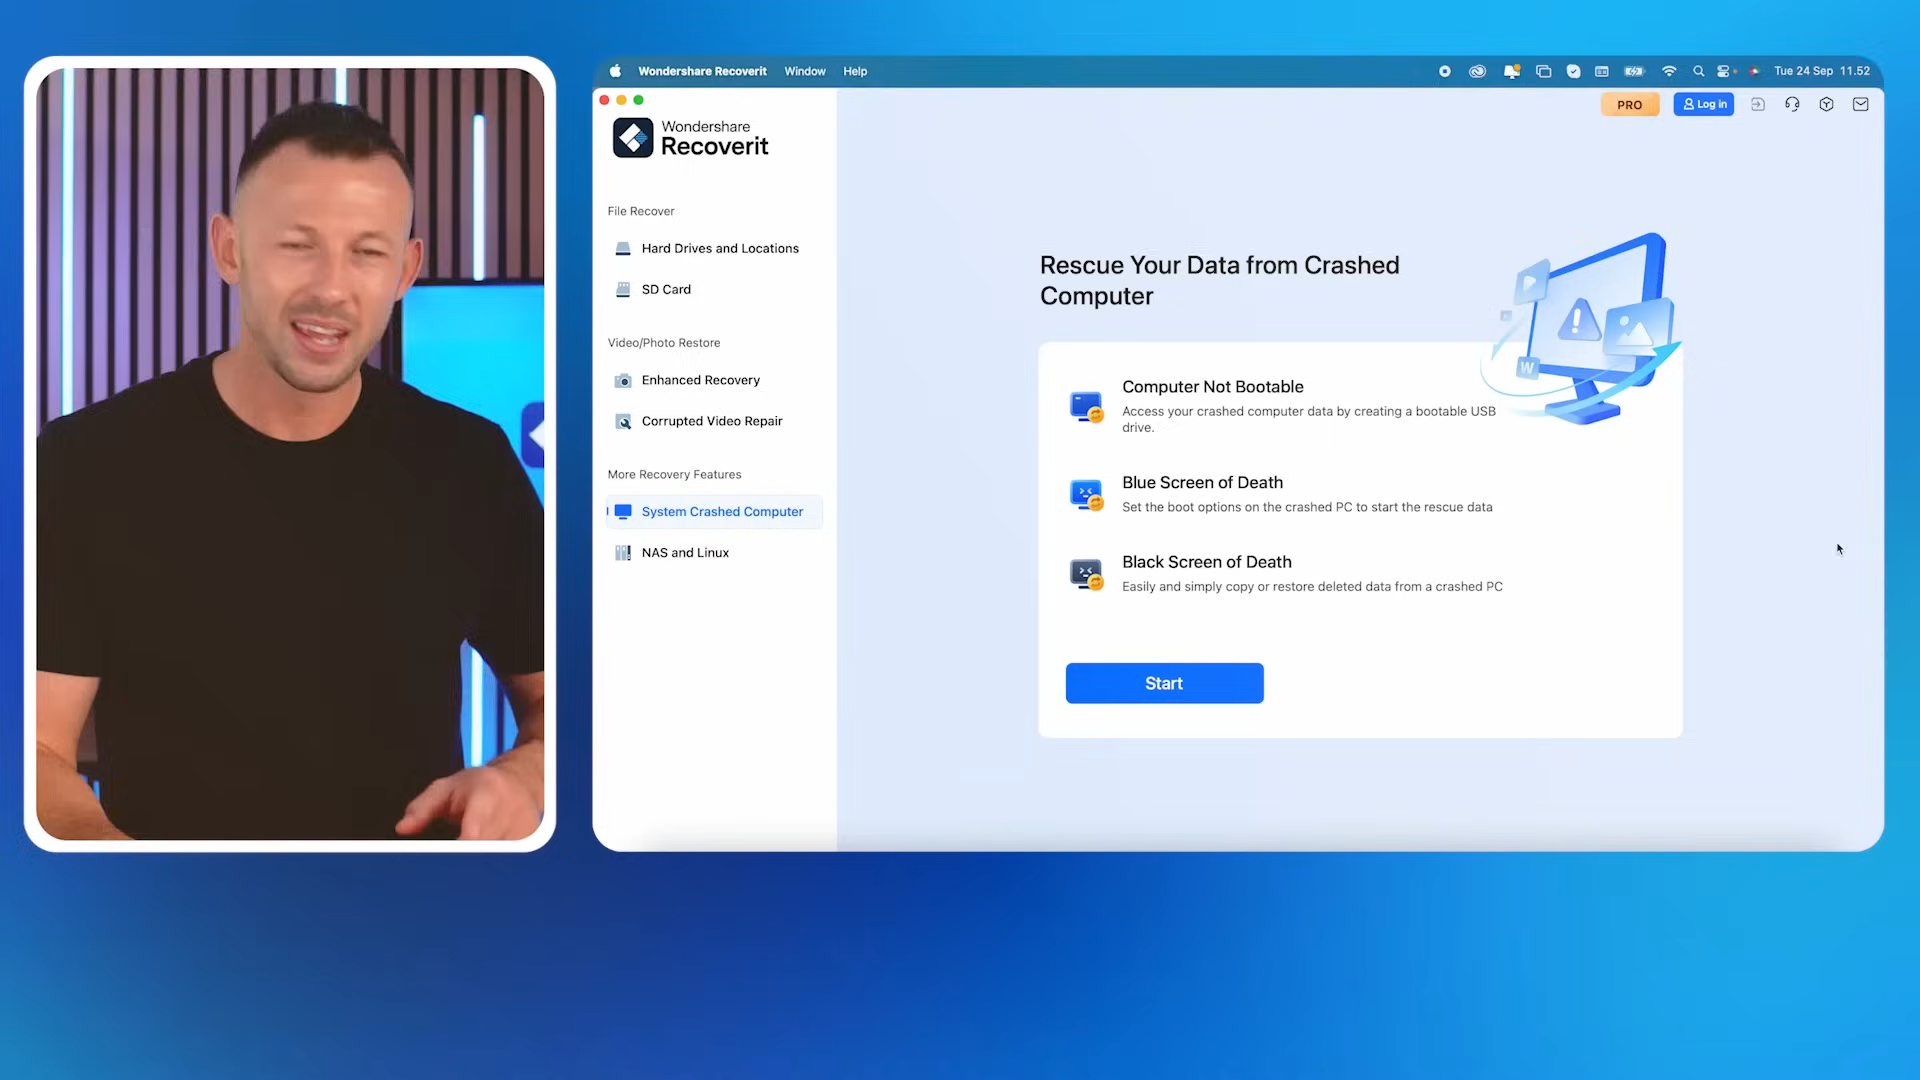 Wondershare Recoverit Window Help
Tue 24 Sep 11.52
PRO
Log in
Wondershare
Recoverit
File Recover
Hard Drives and Locations
SD Card
Video/Photo Restore
Enhanced Recovery
Corrupted Video Repair
More Recovery Features
System Crashed Computer
NAS and Linux
Rescue Your Data from Crashed
Computer
W
Computer Not Bootable
Access your crashed computer data by creating a bootable USB
drive.
Blue Screen of Death
Set the boot options on the crashed PC to start the rescue data
Black Screen of Death
Easily and simply copy or restore deleted data from a crashed PC
Start